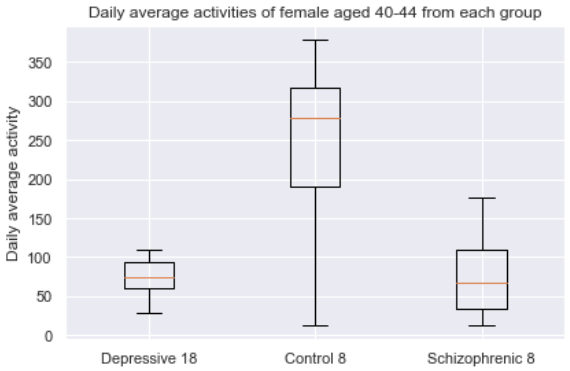 Daily average activities of female aged 40-44 from each group
Daily average activity
350
300
250
200
150
100
50
0
Depressive 18
Control 8
Schizophrenic 8